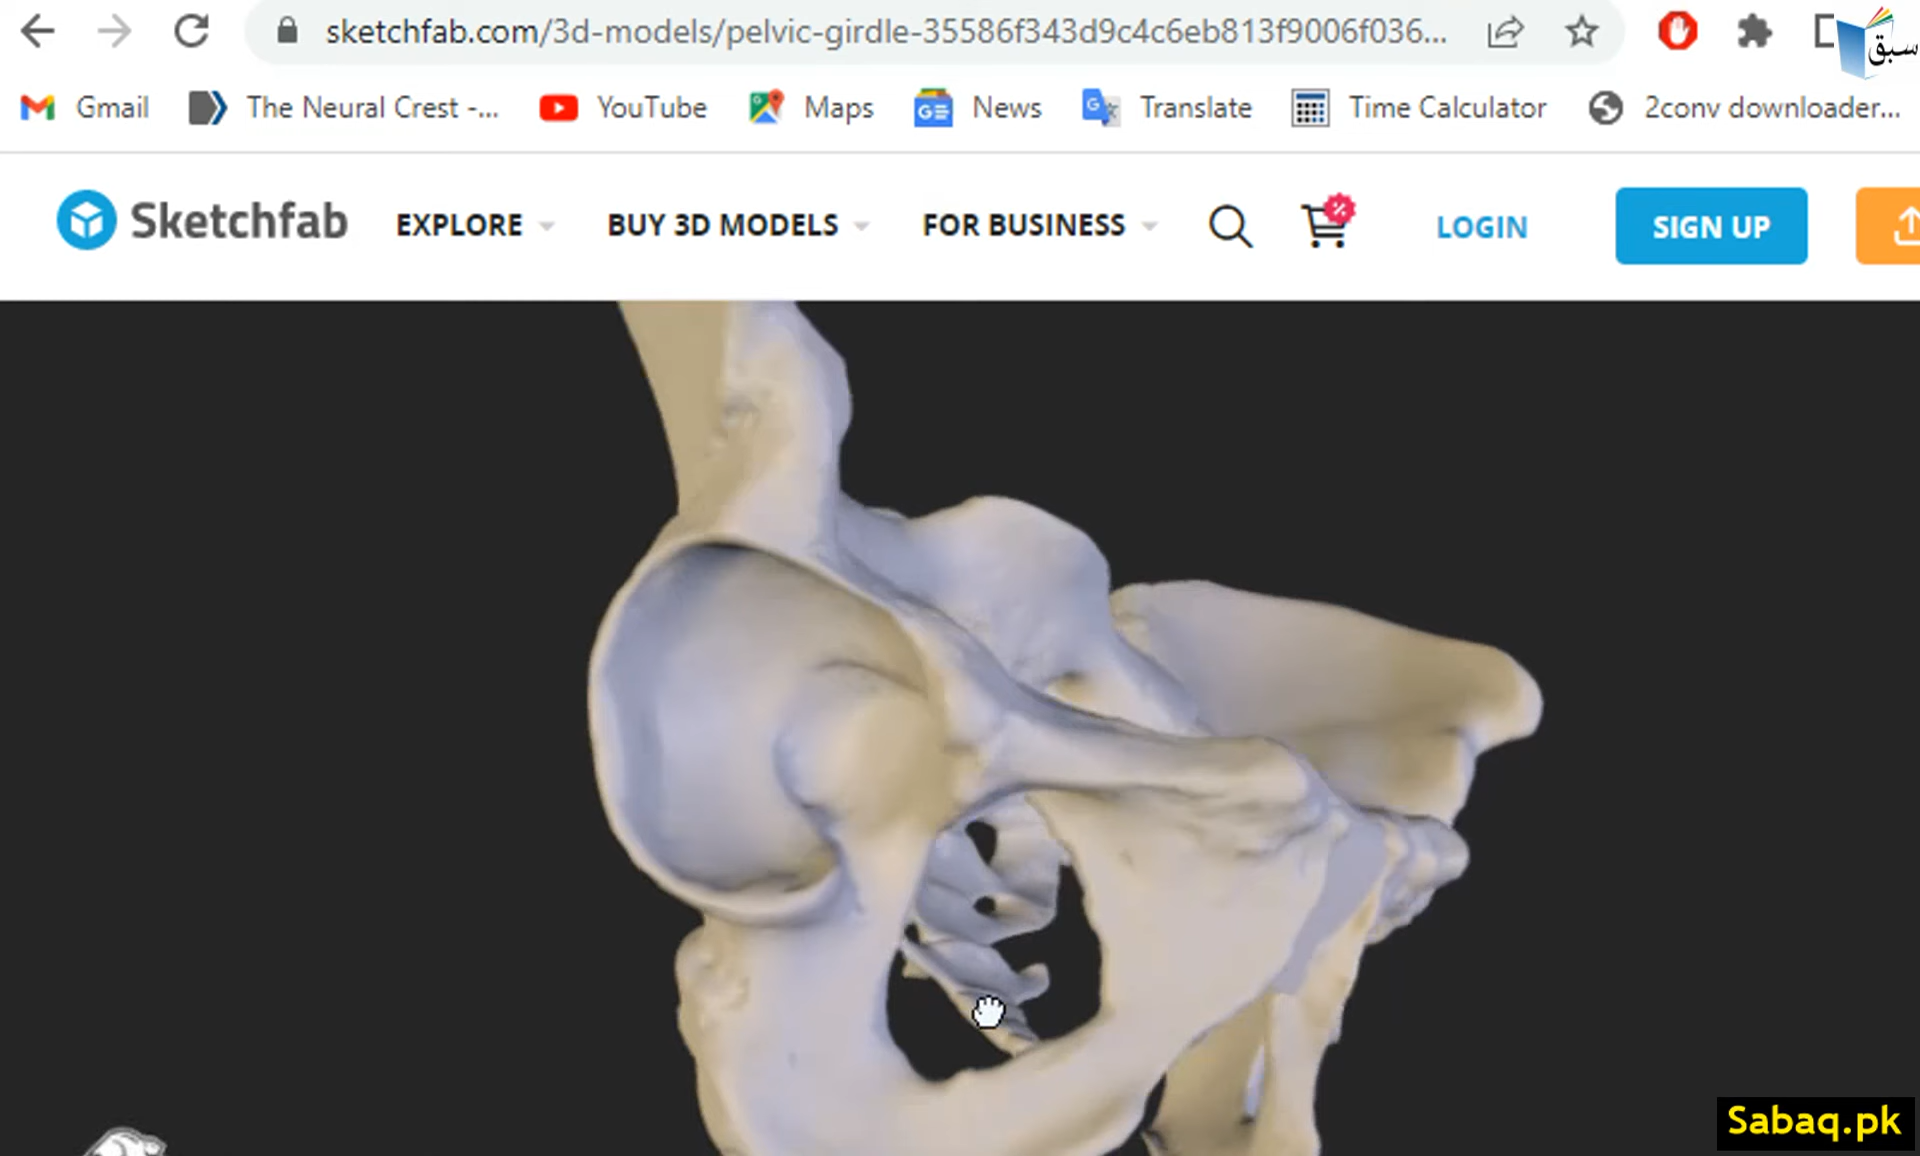 sketchfab.com/3d-models/pelvic-girdle-35586f343d9c4c6eb813f9006f036...
سبق
Gmail The Neural Crest -... YouTube Maps News Translate Time Calculator 2conv downloader...
Sketchfab EXPLORE BUY 3D MODELS FOR BUSINESS LOGIN SIGN UP
Sabaq.pk